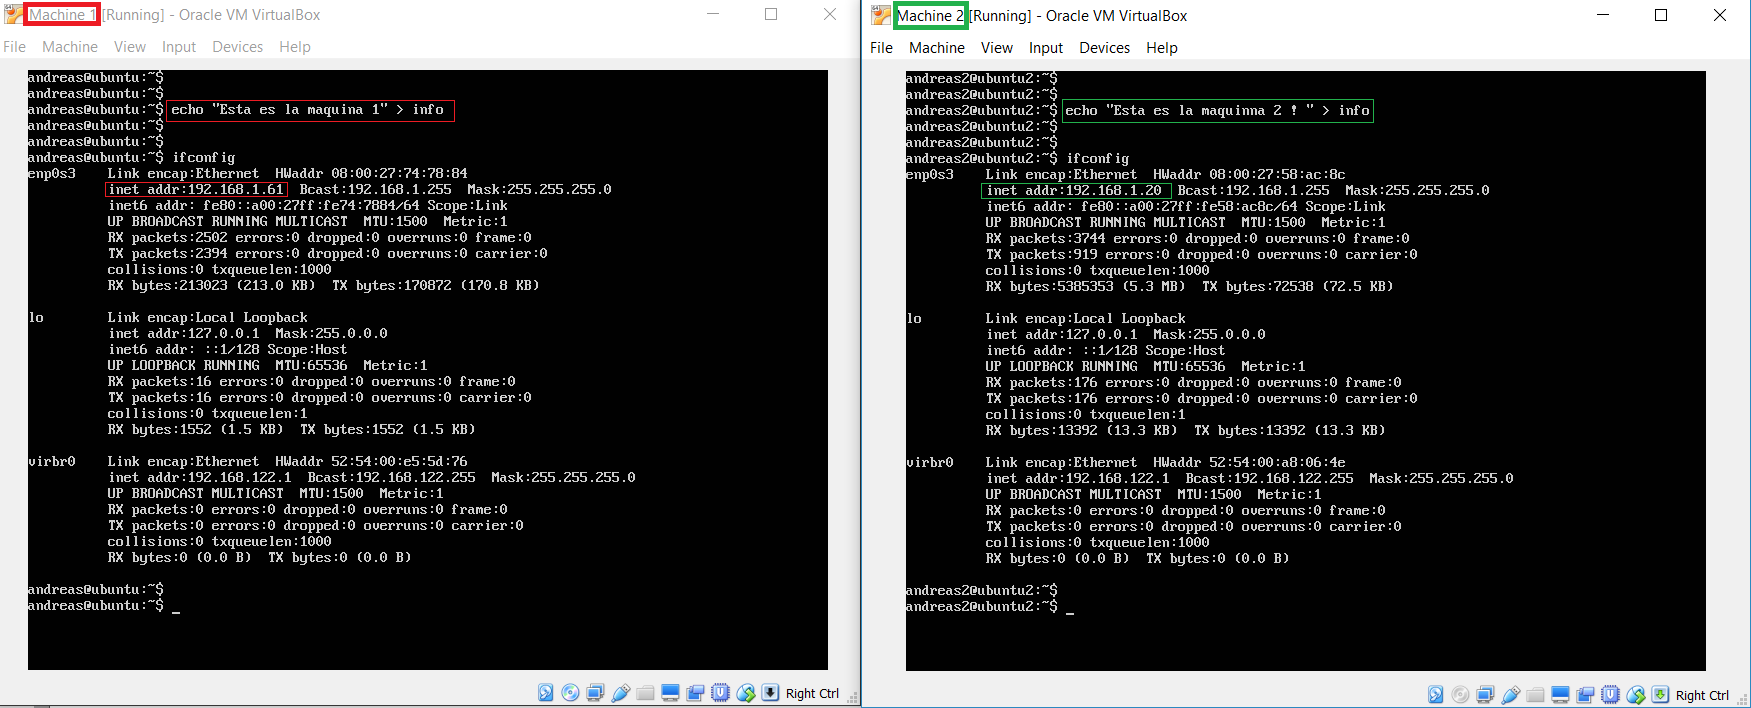 Machine 1 [Running] - Oracle VM VirtualBox
File Machine View Input Devices Help
andreas@ubuntu:~$
andreas@ubuntu:~$
andreas@ubuntu:~$ echo "Esta es la maquina 1" > info
andreas@ubuntu:~$
andreas@ubuntu:~$
andreas@ubuntu:~$ ifconfig
enp0s3 Link encap:Ethernet HWaddr 08:00:27:74:78:84
inet addr:192.168.1.61 Bcast:192.168.1.255 Mask:255.255.255.0
inet6 addr: fe80::a00:27ff:fe74:7884/64 Scope:Link
UP BROADCAST RUNNING MULTICAST MTU:1500 Metric:1
RX packets:2502 errors:0 dropped:0 overruns:0 frame:0
TX packets:2394 errors:0 dropped:0 overruns:0 carrier:0
collisions:0 txqueuelen:1000
RX bytes:213023 (213.0 KB) TX bytes:170872 (170.8 KB)
lo Link encap:Local Loopback
inet addr:127.0.0.1 Mask:255.0.0.0
inet6 addr: ::1/128 Scope:Host
UP LOOPBACK RUNNING MTU:65536 Metric:1
RX packets:16 errors:0 dropped:0 overruns:0 frame:0
TX packets:16 errors:0 dropped:0 overruns:0 carrier:0
collisions:0 txqueuelen:1
RX bytes:1552 (1.5 KB) TX bytes:1552 (1.5 KB)
virbr0 Link encap:Ethernet HWaddr 52:54:00:e5:5d:76
inet addr:192.168.122.1 Bcast:192.168.122.255 Mask:255.255.255.0
UP BROADCAST MULTICAST MTU:1500 Metric:1
RX packets:0 errors:0 dropped:0 overruns:0 frame:0
TX packets:0 errors:0 dropped:0 overruns:0 carrier:0
collisions:0 txqueuelen:1000
RX bytes:0 (0.0 B) TX bytes:0 (0.0 B)
andreas@ubuntu:~$
andreas@ubuntu:~$ _
Right Ctrl
Machine 2 [Running] - Oracle VM VirtualBox
File Machine View Input Devices Help
andreas2@ubuntu2:~$
andreas2@ubuntu2:~$
andreas2@ubuntu2:~$ echo "Esta es la maquinna 2 ! " > info
andreas2@ubuntu2:~$
andreas2@ubuntu2:~$
andreas2@ubuntu2:~$ ifconfig
enp0s3 Link encap:Ethernet HWaddr 08:00:27:58:ac:8c
inet addr:192.168.1.20 Bcast:192.168.1.255 Mask:255.255.255.0
inet6 addr: fe80::a00:27ff:fe58:ac8c/64 Scope:Link
UP BROADCAST RUNNING MULTICAST MTU:1500 Metric:1
RX packets:3744 errors:0 dropped:0 overruns:0 frame:0
TX packets:919 errors:0 dropped:0 overruns:0 carrier:0
collisions:0 txqueuelen:1000
RX bytes:5385353 (5.3 MB) TX bytes:72538 (72.5 KB)
lo Link encap:Local Loopback
inet addr:127.0.0.1 Mask:255.0.0.0
inet6 addr: ::1/128 Scope:Host
UP LOOPBACK RUNNING MTU:65536 Metric:1
RX packets:176 errors:0 dropped:0 overruns:0 frame:0
TX packets:176 errors:0 dropped:0 overruns:0 carrier:0
collisions:0 txqueuelen:1
RX bytes:13392 (13.3 KB) TX bytes:13392 (13.3 KB)
virbr0 Link encap:Ethernet HWaddr 52:54:00:a8:06:4e
inet addr:192.168.122.1 Bcast:192.168.122.255 Mask:255.255.255.0
UP BROADCAST MULTICAST MTU:1500 Metric:1
RX packets:0 errors:0 dropped:0 overruns:0 frame:0
TX packets:0 errors:0 dropped:0 overruns:0 carrier:0
collisions:0 txqueuelen:1000
RX bytes:0 (0.0 B) TX bytes:0 (0.0 B)
andreas2@ubuntu2:~$
andreas2@ubuntu2:~$ _
Right Ctrl